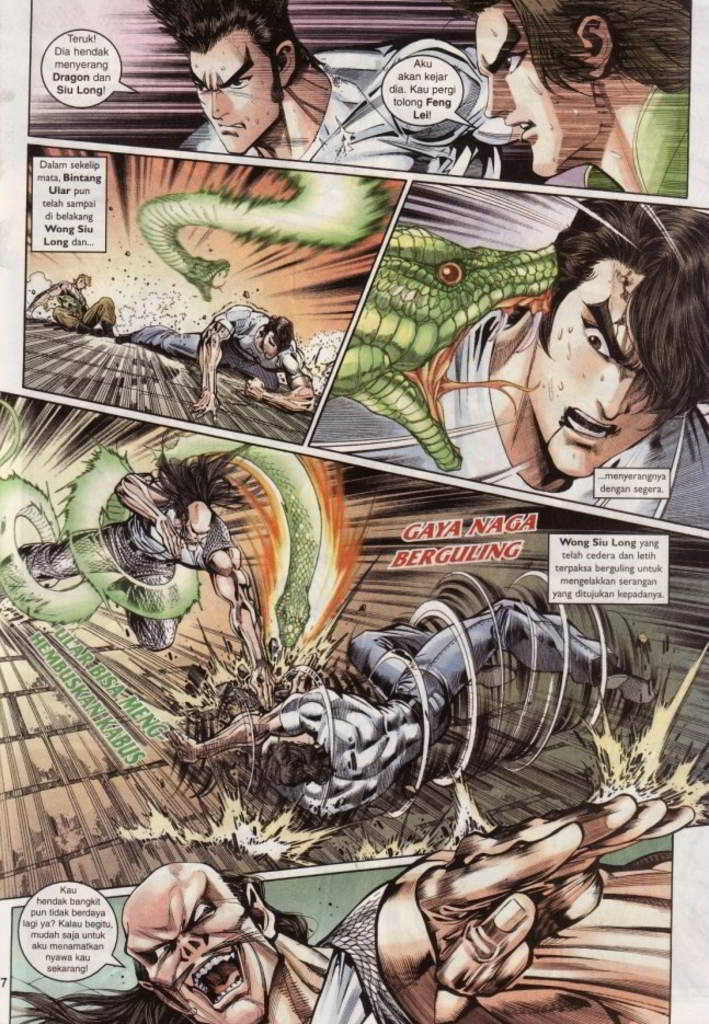 Teruk!
Dia hendak
menyerang
Dragon dan
Siu Long!
Aku
akan kejar
dia. Kau pergi
tolong Feng
Lei!
Dalam sekelip
mata, Bintang
Ular pun
telah sampai
di belakang
Wong Siu
Long dan...
...menyerangnya
dengan segera.
GAYA NAGA
BERGULING
Wong Siu Long yang
telah cedera dan letih
terpaksa berguling untuk
mengelakkan serangan
yang ditujukan kepadanya.
ULAR BISA MENG-
HEMBUSKAN KABUS
Kau
hendak bangkit
pun tidak berdaya
lagi ya? Kalau begitu,
mudah saja untuk
aku menamatkan
nyawa kau
sekarang!
7